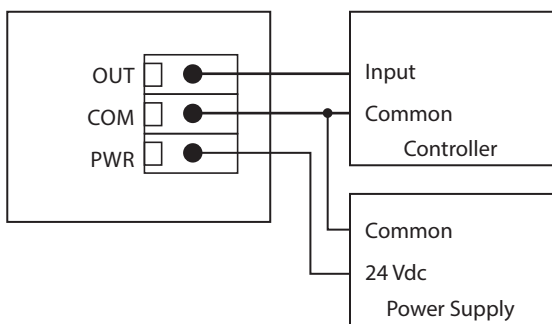 OUT
COM
PWR
Input
Common
Controller
Common
24 Vdc
Power Supply